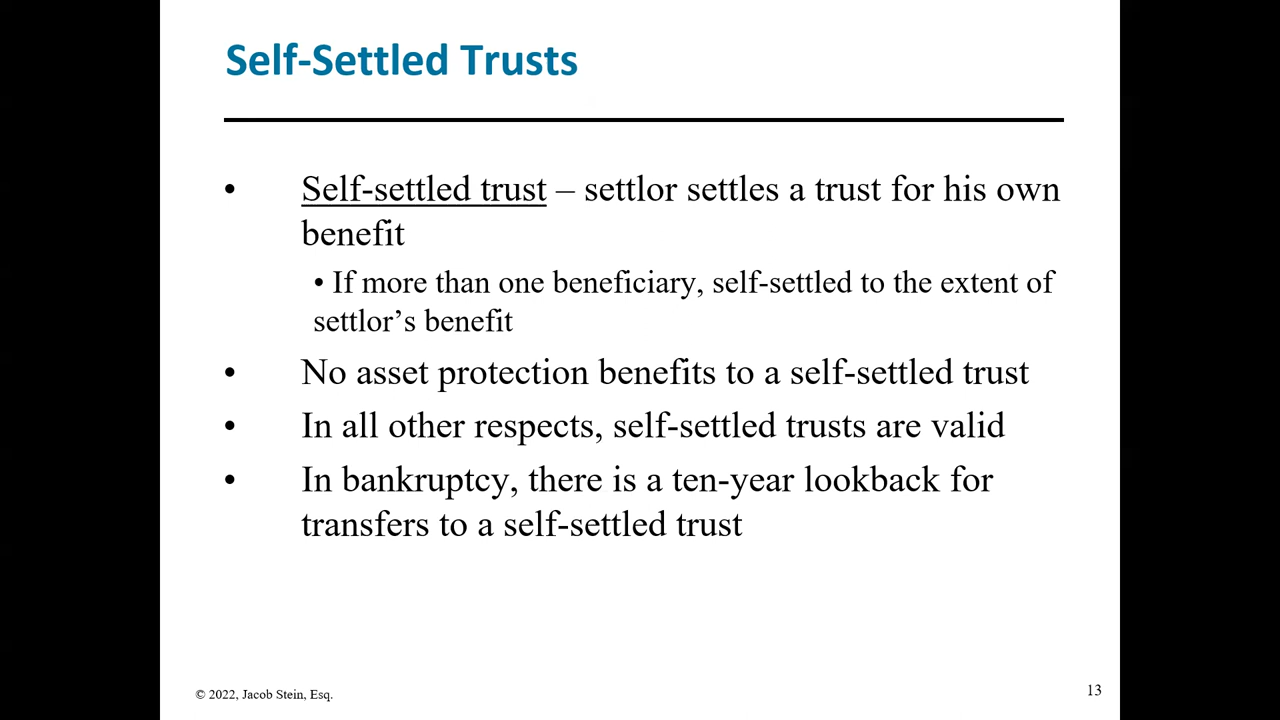 Self-Settled Trusts
• Self-settled trust – settlor settles a trust for his own
benefit
• If more than one beneficiary, self-settled to the extent of
settlor’s benefit
• No asset protection benefits to a self-settled trust
• In all other respects, self-settled trusts are valid
• In bankruptcy, there is a ten-year lookback for
transfers to a self-settled trust
© 2022, Jacob Stein, Esq.
13